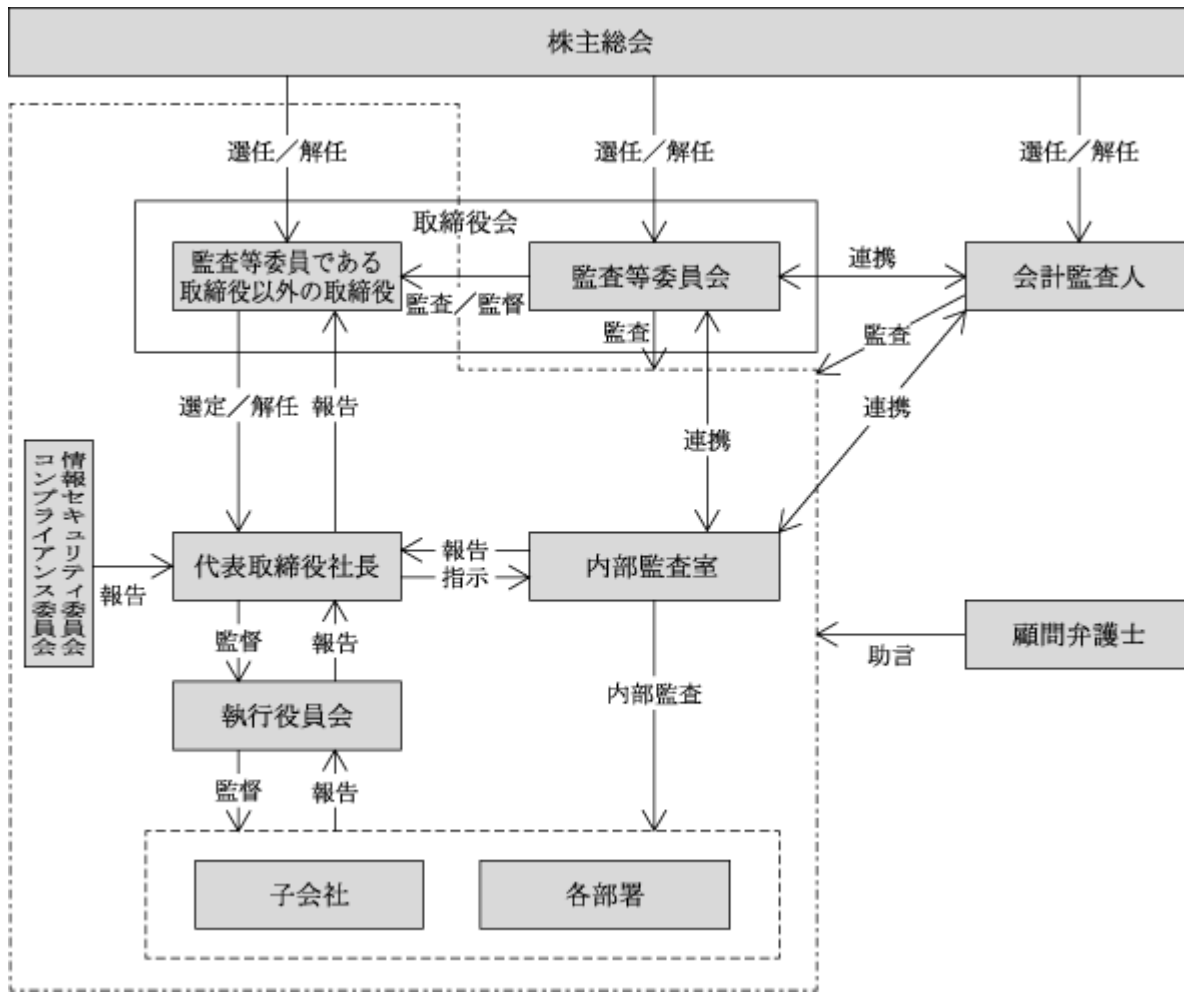 株主総会
選任／解任
選任／解任
選任／解任
取締役会
監査等委員である
取締役以外の取締役
監査等委員会
連携
会計監査人
監査／監督
監査
監査
選定／解任
報告
連携
連携
情報セキュリティ委員会
コンプライアンス委員会
報告
代表取締役社長
報告
指示
内部監査室
監督
報告
助言
顧問弁護士
執行役員会
内部監査
監督
報告
子会社
各部署